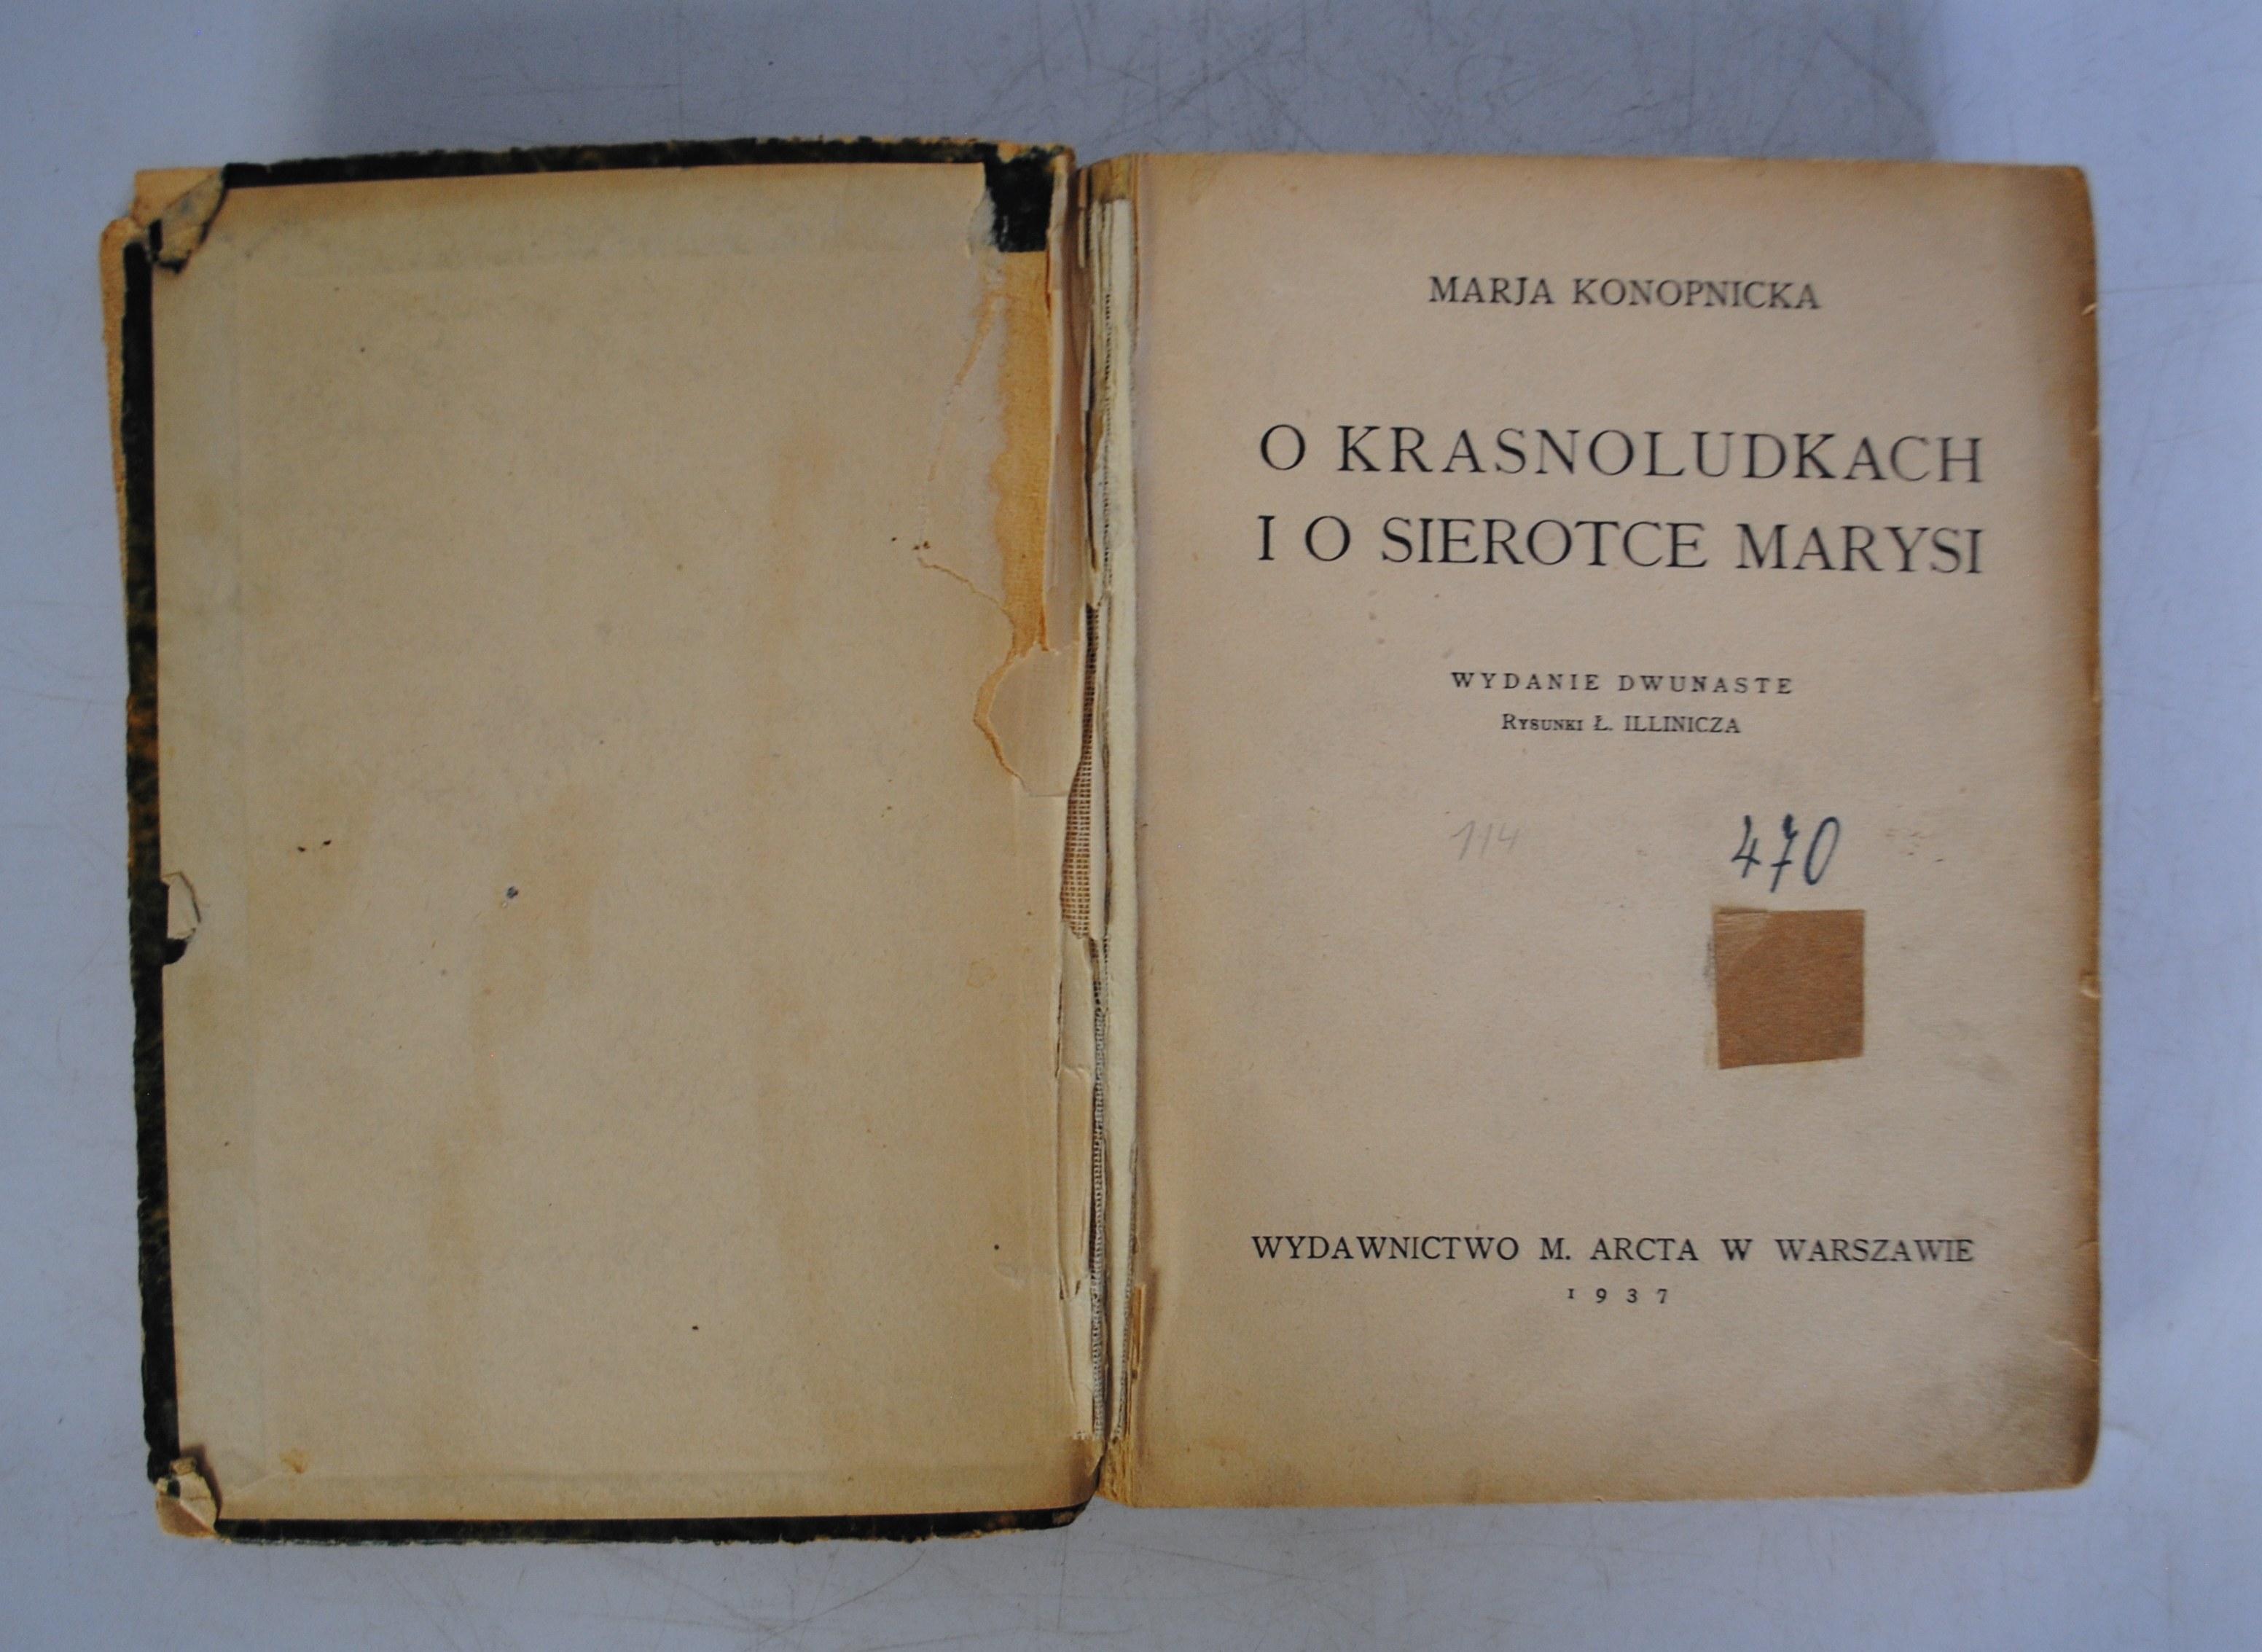 MARJA KONOPNICKA
O KRASNOLUDKACH
I O SIEROTCE MARYSI
WYDANIE DWUNASTE
Rysunki Ł. ILLINICZA
114
470
WYDAWNICTWO M. ARCTA W WARSZAWIE
1937